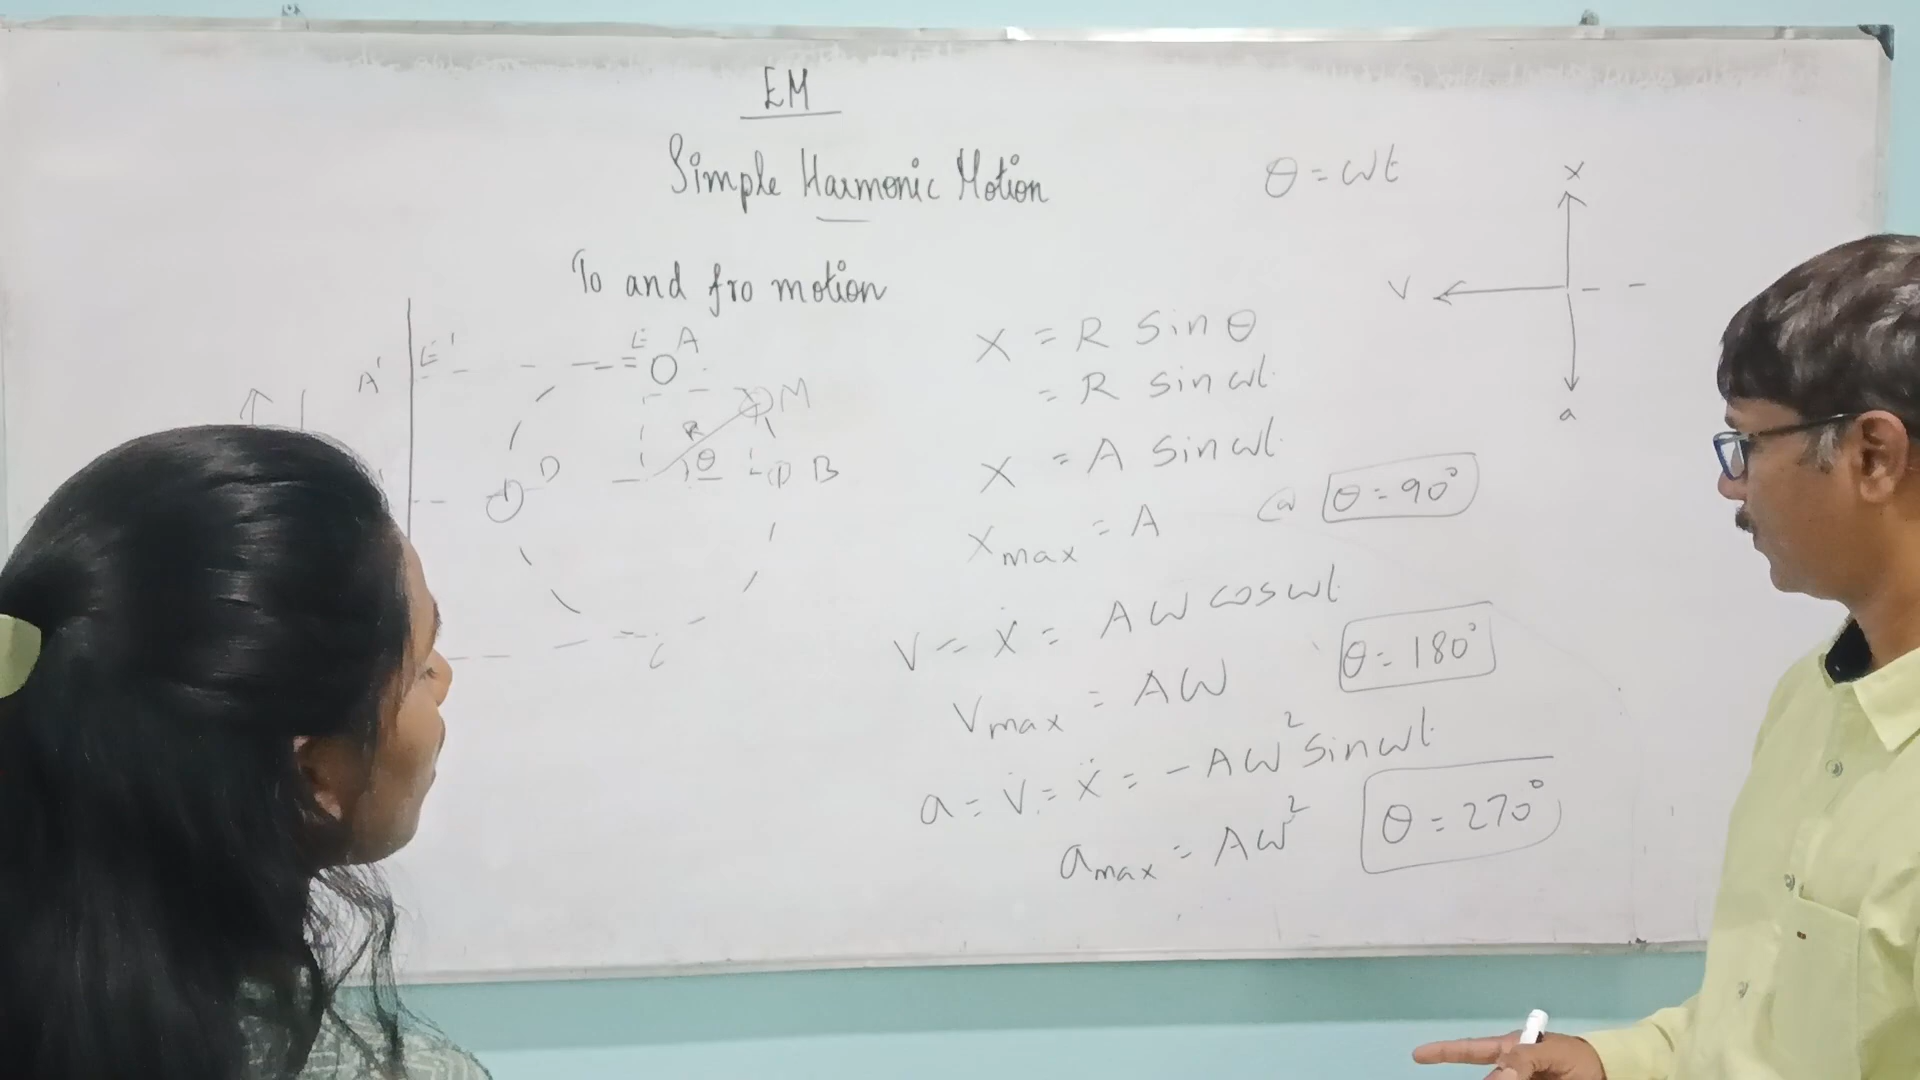 EM
Simple Harmonic Motion
θ = ωt
X
V
a
To and fro motion
E A
A' E'
M
R
θ
D
B
C
X = R sin θ
= R sin ωt
X = A sin ωt
Xmax = A @ θ = 90°
V = Ẋ = Aω cos ωt
Vmax = Aω θ = 180°
a = V̇ = Ẍ = - Aω² sin ωt
amax = Aω² θ = 270°